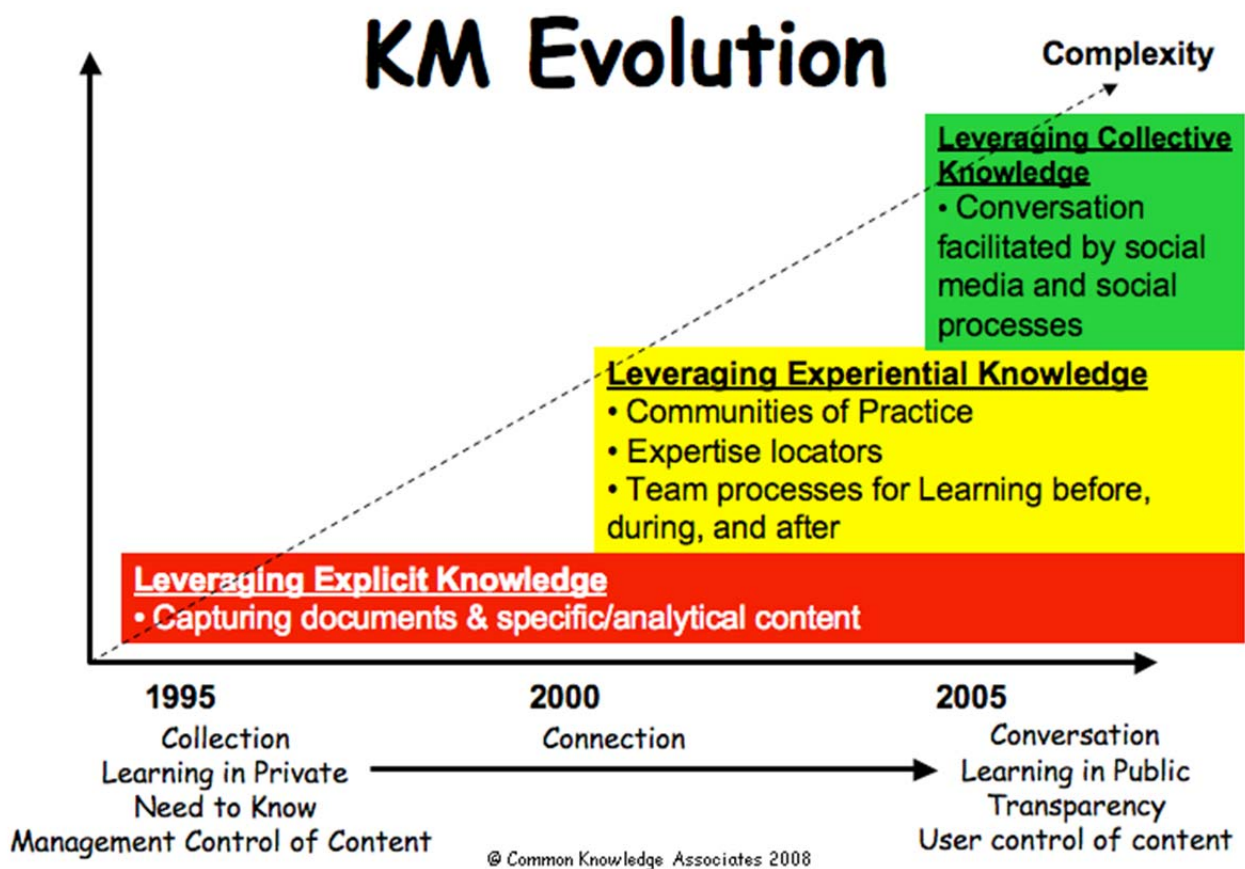 KM Evolution
Complexity
Leveraging Collective
Knowledge
• Conversation
facilitated by social
media and social
processes
Leveraging Experiential Knowledge
• Communities of Practice
• Expertise locators
• Team processes for Learning before,
during, and after
Leveraging Explicit Knowledge
• Capturing documents & specific/analytical content
1995
Collection
Learning in Private
Need to Know
Management Control of Content
2000
Connection
2005
Conversation
Learning in Public
Transparency
User control of content
@ Common Knowledge Associates 2008